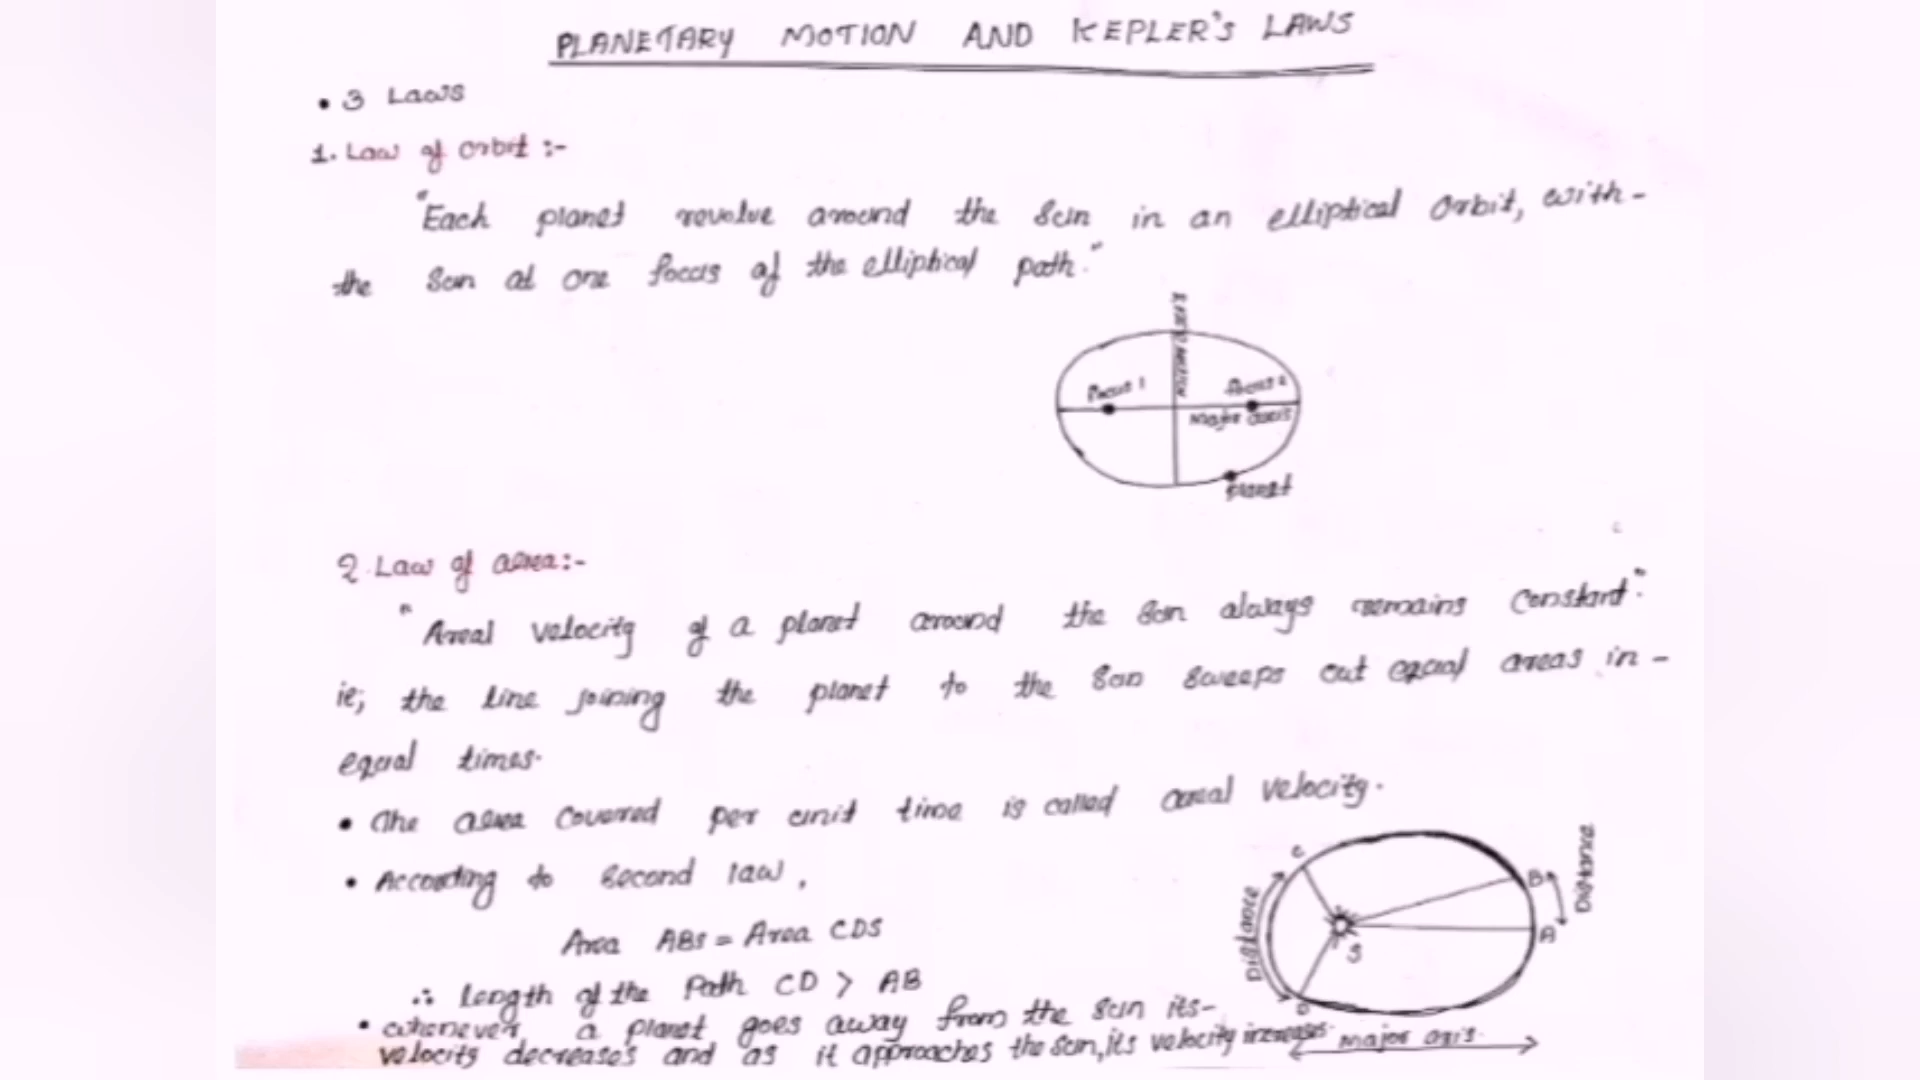 PLANETARY MOTION AND KEPLER'S LAWS
• 3 Laws
1. Law of orbit :-
"Each planet revolve around the Sun in an elliptical orbit, with -
the Sun at one focus of the elliptical path."
Focus 1
Focus 2
Major axis
planet
2. Law of area:-
"Areal velocity of a planet around the Sun always remains constant."
ie; the line joining the planet to the Sun sweeps out equal areas in -
equal times.
• The area covered per unit time is called areal velocity.
• According to second law,
Area ABS = Area CDS
∴ Length of the Path CD > AB
• whenever a planet goes away from the sun its-
velocity decreases and as it approaches the sun, its velocity increases.
C
B
Distance
Distance
A
S
D
Major axis